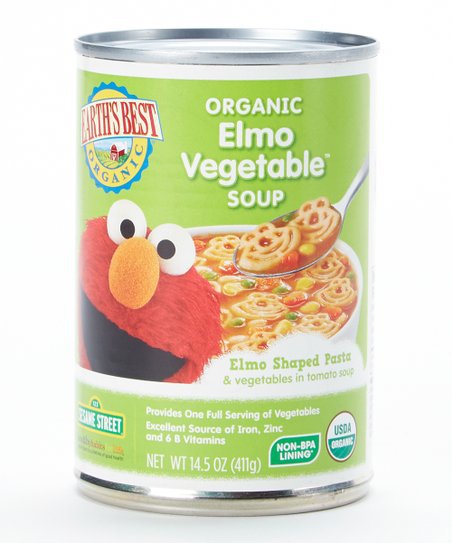 EARTH'S BEST
ORGANIC
ORGANIC
Elmo
Vegetable™
SOUP
Elmo Shaped Pasta
& vegetables in tomato soup
123
SESAME STREET
Provides One Full Serving of Vegetables
Excellent Source of Iron, Zinc
and 6 B Vitamins
NON-BPA
LINING*
USDA
ORGANIC
NET WT 14.5 OZ (411g)